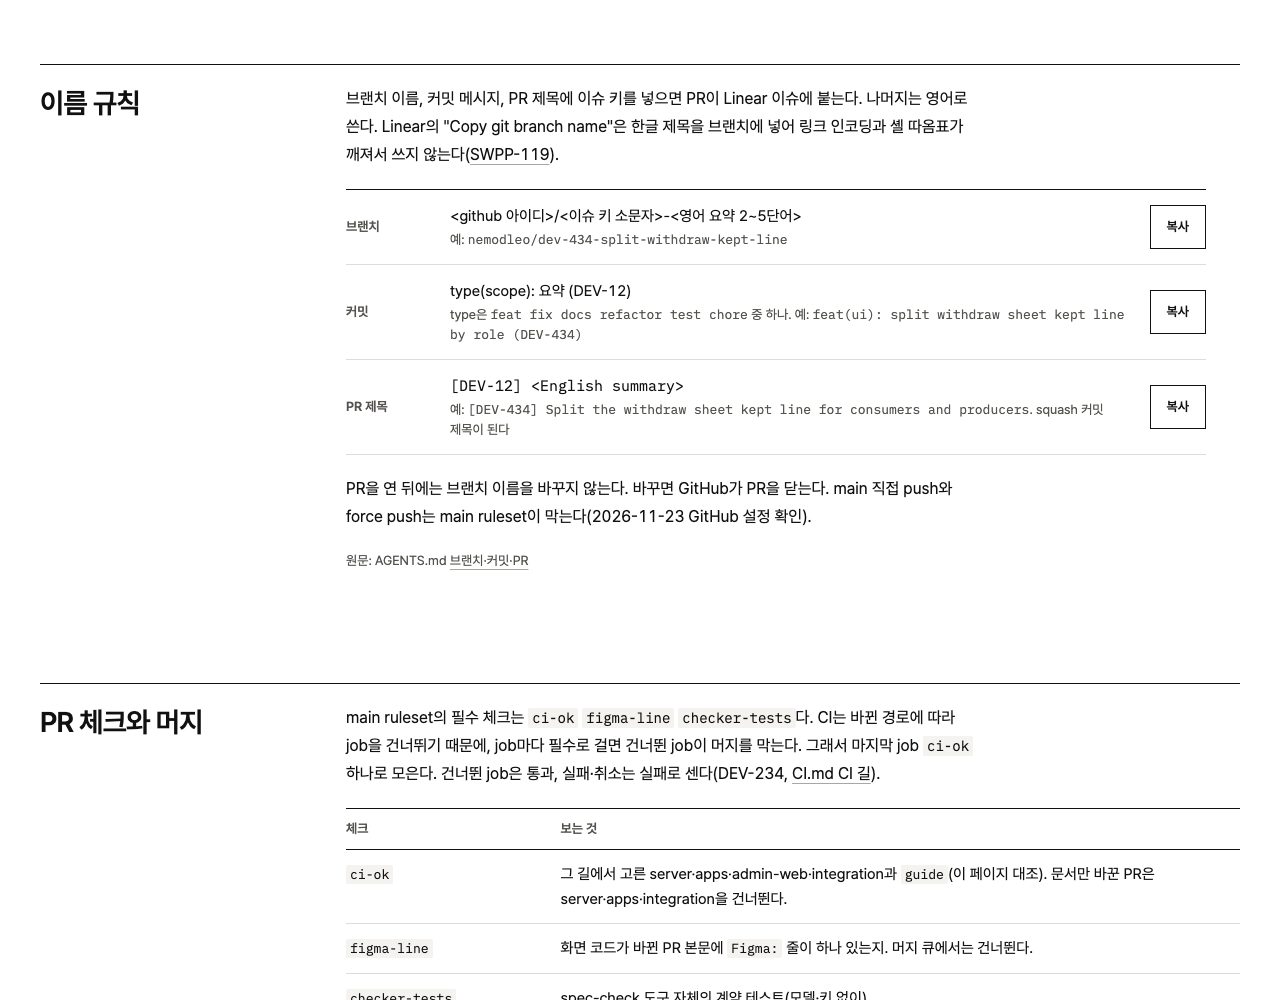 이름 규칙
브랜치 이름, 커밋 메시지, PR 제목에 이슈 키를 넣으면 PR이 Linear 이슈에 붙는다. 나머지는 영어로
쓴다. Linear의 "Copy git branch name"은 한글 제목을 브랜치에 넣어 링크 인코딩과 셸 따옴표가
깨져서 쓰지 않는다(SWPP-119).
브랜치
<github 아이디>/<이슈 키 소문자>-<영어 요약 2~5단어>
예: nemodleo/dev-434-split-withdraw-kept-line
복사
커밋
type(scope): 요약 (DEV-12)
type은 feat fix docs refactor test chore 중 하나. 예: feat(ui): split withdraw sheet kept line
by role (DEV-434)
복사
PR 제목
[DEV-12] <English summary>
예: [DEV-434] Split the withdraw sheet kept line for consumers and producers. squash 커밋
제목이 된다
복사
PR을 연 뒤에는 브랜치 이름을 바꾸지 않는다. 바꾸면 GitHub가 PR을 닫는다. main 직접 push와
force push는 main ruleset이 막는다(2026-11-23 GitHub 설정 확인).
원문: AGENTS.md 브랜치·커밋·PR
PR 체크와 머지
main ruleset의 필수 체크는 ci-ok figma-line checker-tests다. CI는 바뀐 경로에 따라
job을 건너뛰기 때문에, job마다 필수로 걸면 건너뛴 job이 머지를 막는다. 그래서 마지막 job ci-ok
하나로 모은다. 건너뛴 job은 통과, 실패·취소는 실패로 센다(DEV-234, CI.md CI 길).
체크 보는 것
ci-ok 그 길에서 고른 server·apps·admin-web·integration과 guide(이 페이지 대조). 문서만 바꾼 PR은
server·apps·integration을 건너뛴다.
figma-line 화면 코드가 바뀐 PR 본문에 Figma: 줄이 하나 있는지. 머지 큐에서는 건너뛴다.
checker-tests spec-check 도구 자체의 계약 테스트(모델·키 없이)